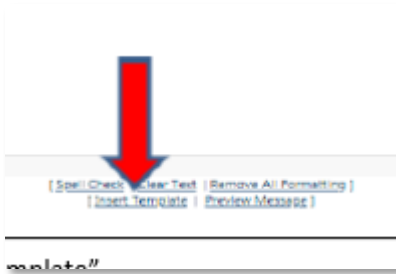 [ Spell Check Clear Text | Remove All Formatting ]
[ Insert Template | Preview Message ]
mplate"